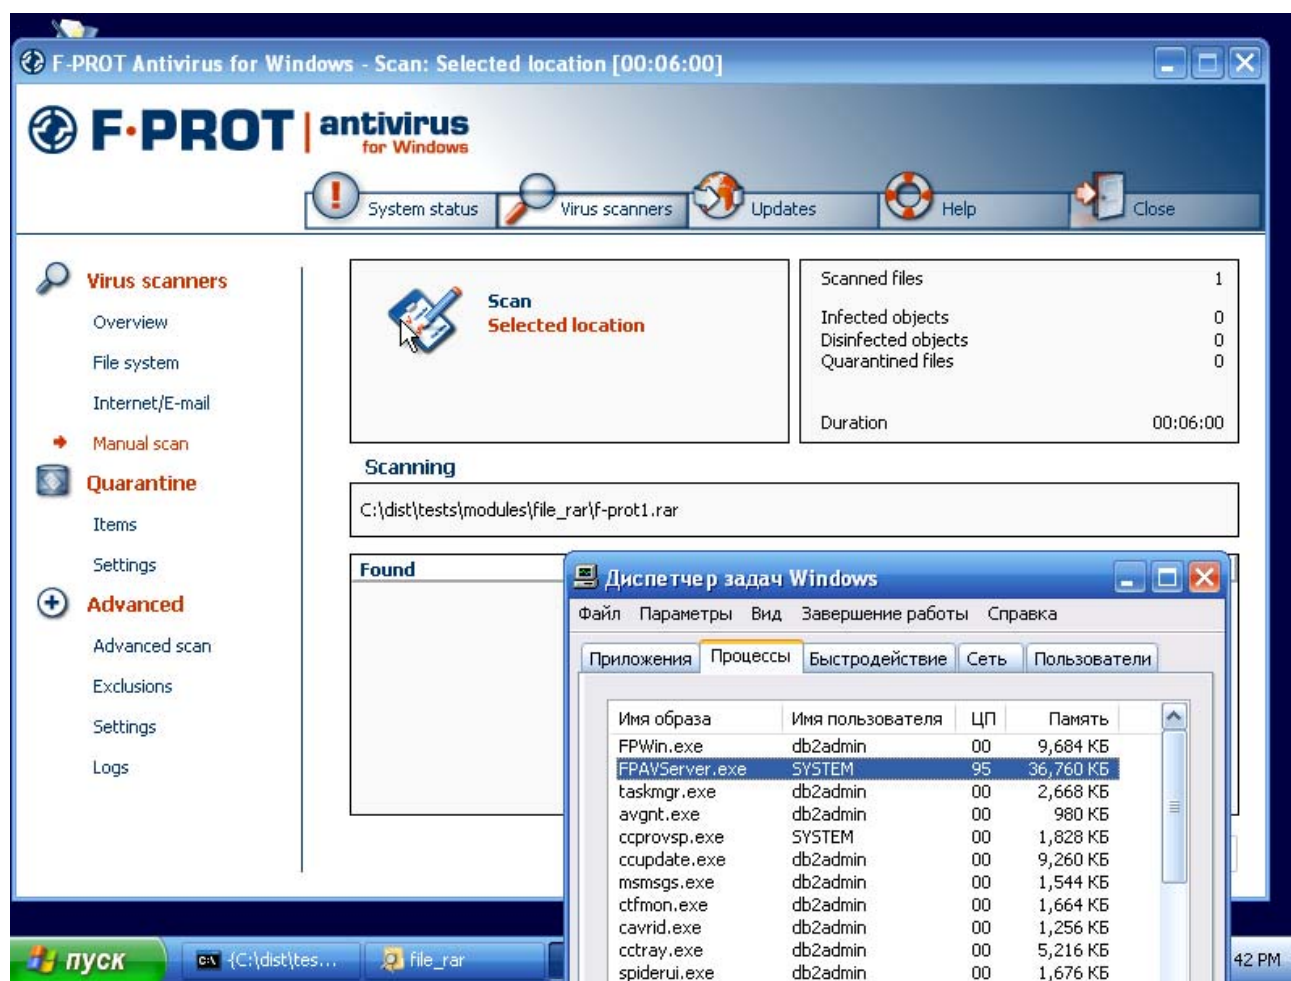 F-PROT Antivirus for Windows - Scan: Selected location [00:06:00]
F·PROT antivirus
for Windows
System status Virus scanners Updates Help Close
Virus scanners
Overview
File system
Internet/E-mail
Manual scan
Quarantine
Items
Settings
Advanced
Advanced scan
Exclusions
Settings
Logs
Scan
Selected location
Scanned files 1
Infected objects 0
Disinfected objects 0
Quarantined files 0
Duration 00:06:00
Scanning
C:\dist\tests\modules\file_rar\f-prot1.rar
Found
Диспетчер задач Windows
Файл Параметры Вид Завершение работы Справка
Приложения Процессы Быстродействие Сеть Пользователи
Имя образа Имя пользователя ЦП Память
FPWin.exe db2admin 00 9,684 КБ
FPAVServer.exe SYSTEM 95 36,760 КБ
taskmgr.exe db2admin 00 2,668 КБ
avgnt.exe db2admin 00 980 КБ
ccprovsp.exe SYSTEM 00 1,828 КБ
ccupdate.exe db2admin 00 9,260 КБ
msmsgs.exe db2admin 00 1,544 КБ
ctfmon.exe db2admin 00 1,664 КБ
cavrid.exe db2admin 00 1,256 КБ
cctray.exe db2admin 00 5,216 КБ
spiderui.exe db2admin 00 1,676 КБ
пуск {C:\dist\tes... file_rar 42 PM